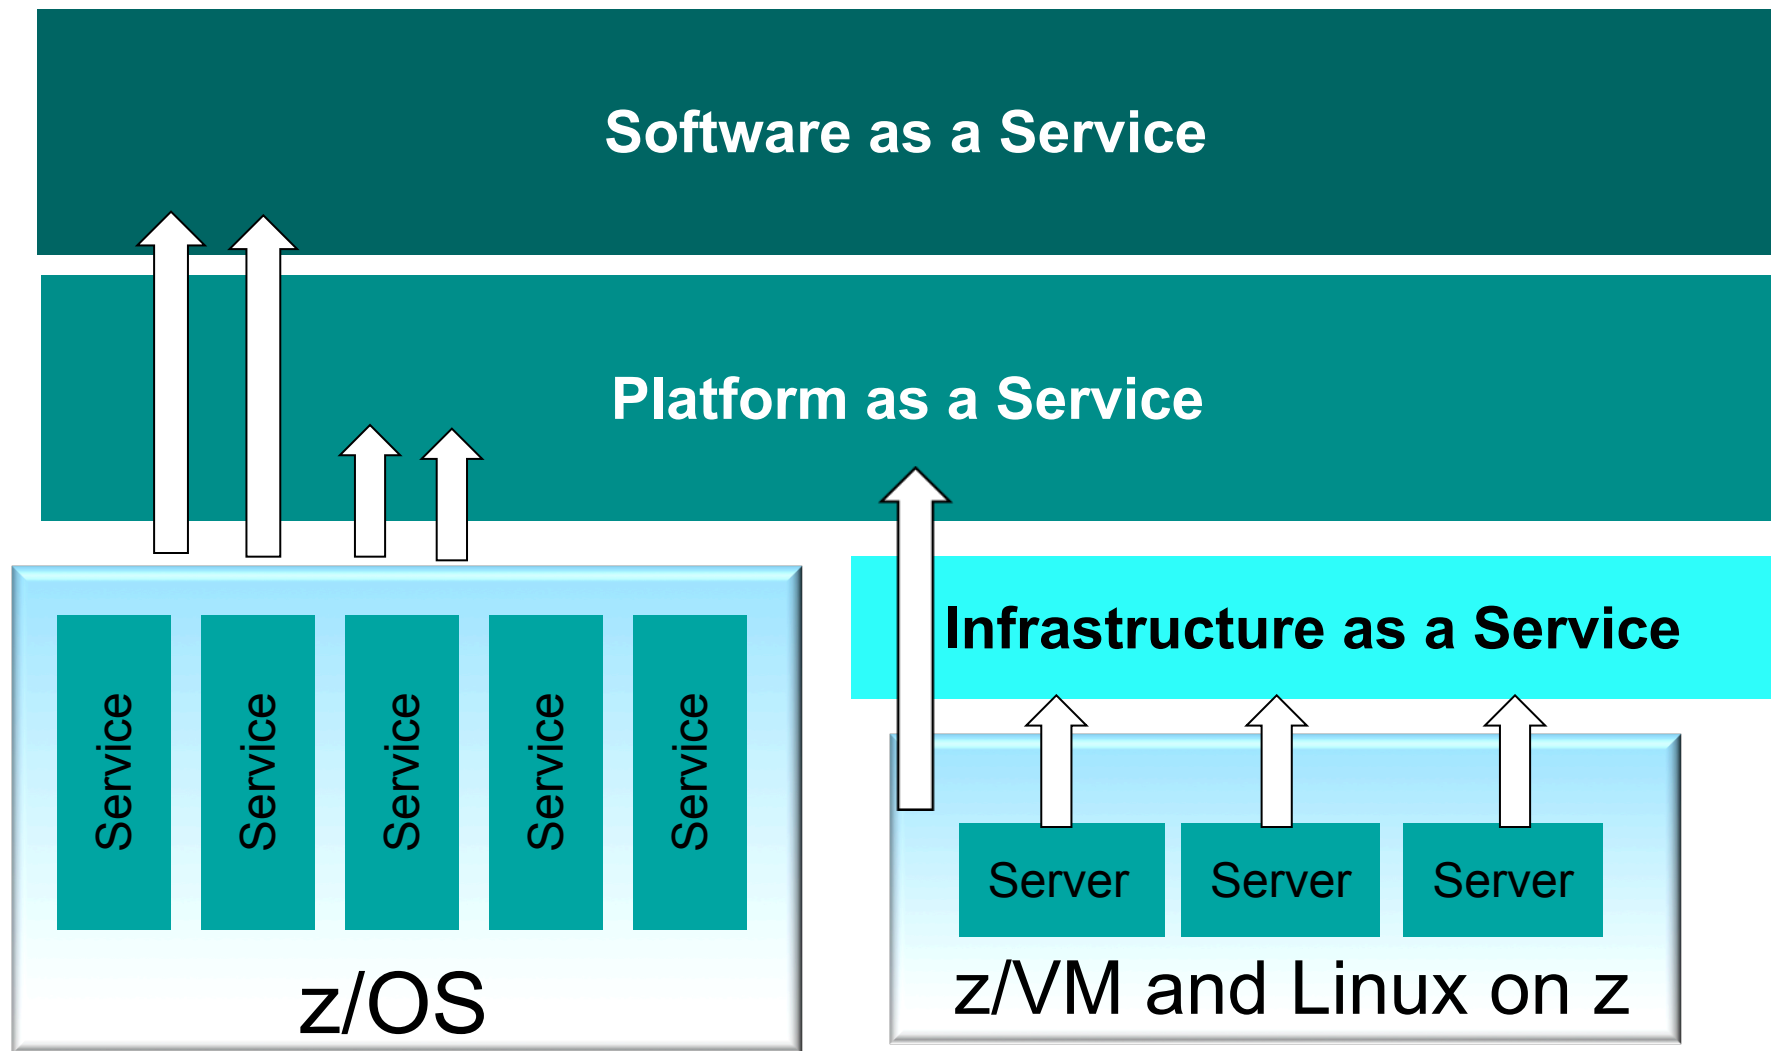 Software as a Service
Platform as a Service
Infrastructure as a Service
Service
Service
Service
Service
Service
z/OS
Server
Server
Server
z/VM and Linux on z